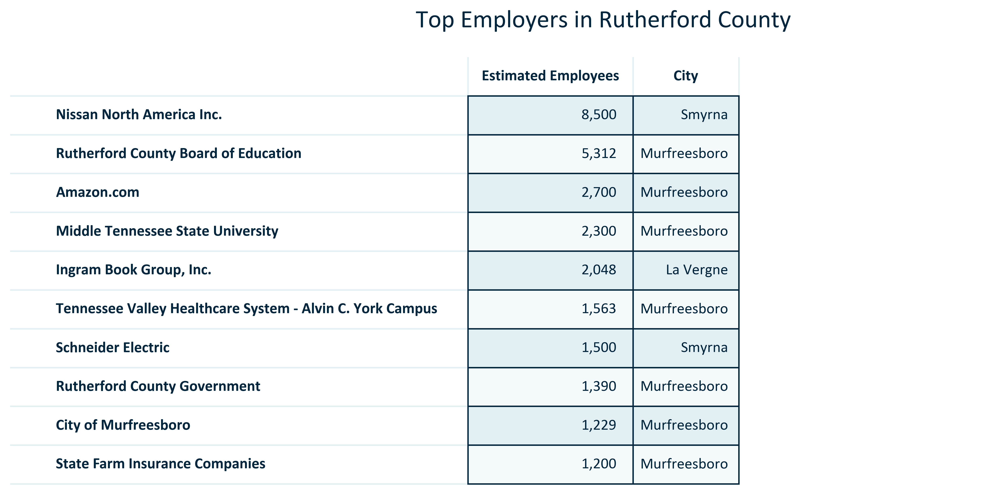 Top Employers in Rutherford County
Estimated Employees City
Nissan North America Inc. 8,500 Smyrna
Rutherford County Board of Education 5,312 Murfreesboro
Amazon.com 2,700 Murfreesboro
Middle Tennessee State University 2,300 Murfreesboro
Ingram Book Group, Inc. 2,048 La Vergne
Tennessee Valley Healthcare System - Alvin C. York Campus 1,563 Murfreesboro
Schneider Electric 1,500 Smyrna
Rutherford County Government 1,390 Murfreesboro
City of Murfreesboro 1,229 Murfreesboro
State Farm Insurance Companies 1,200 Murfreesboro